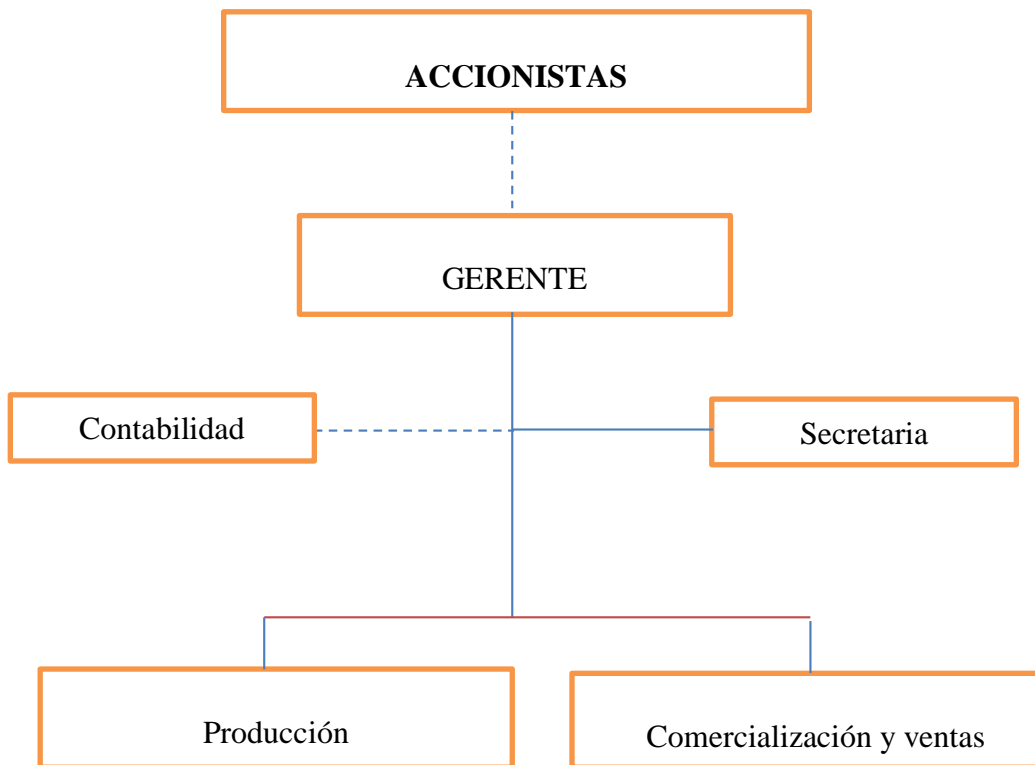 ACCIONISTAS
GERENTE
Contabilidad
Secretaria
Producción
Comercialización y ventas